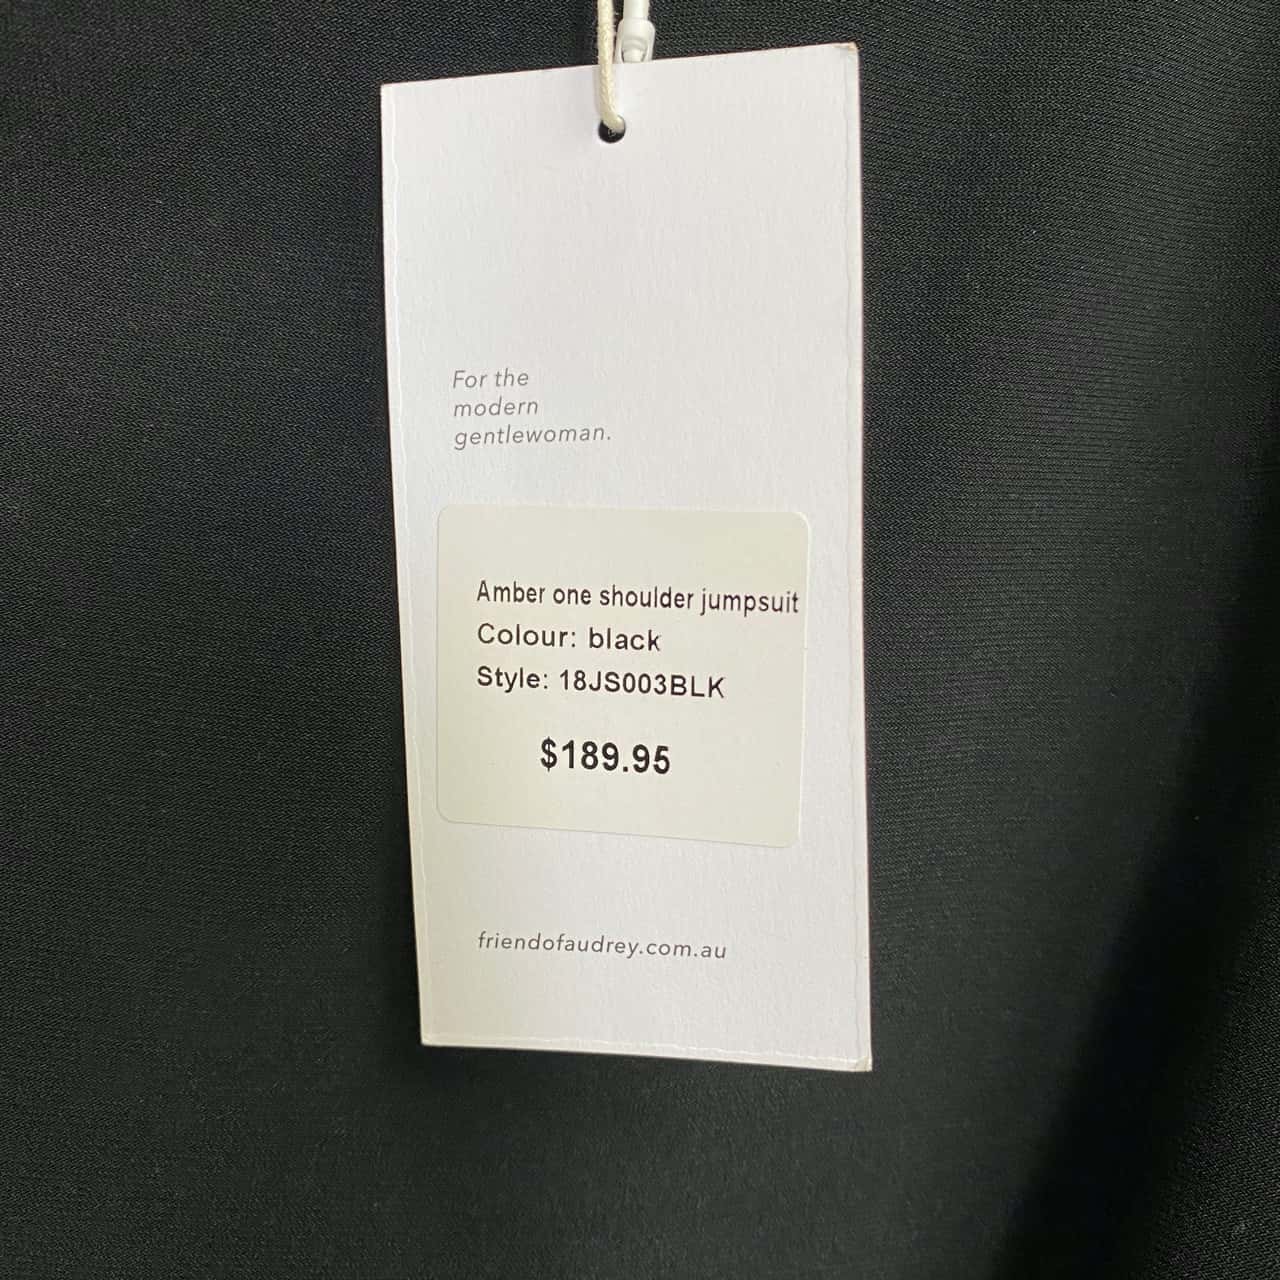 For the
modern
gentlewoman.
Amber one shoulder jumpsuit
Colour: black
Style: 18JS003BLK
$189.95
friendofaudrey.com.au